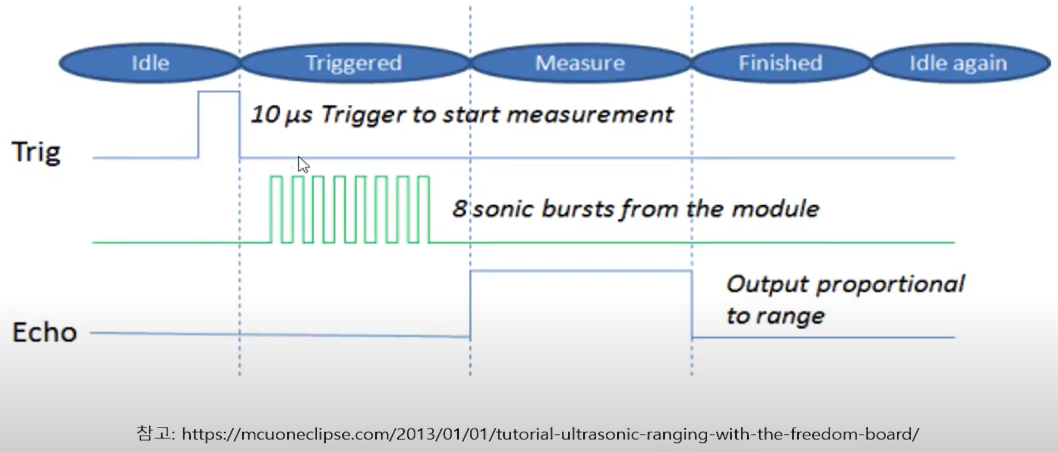 Idle
Triggered
Measure
Finished
Idle again
10 µs Trigger to start measurement
Trig
8 sonic bursts from the module
Output proportional
to range
Echo
참고: https://mcuoneclipse.com/2013/01/01/tutorial-ultrasonic-ranging-with-the-freedom-board/